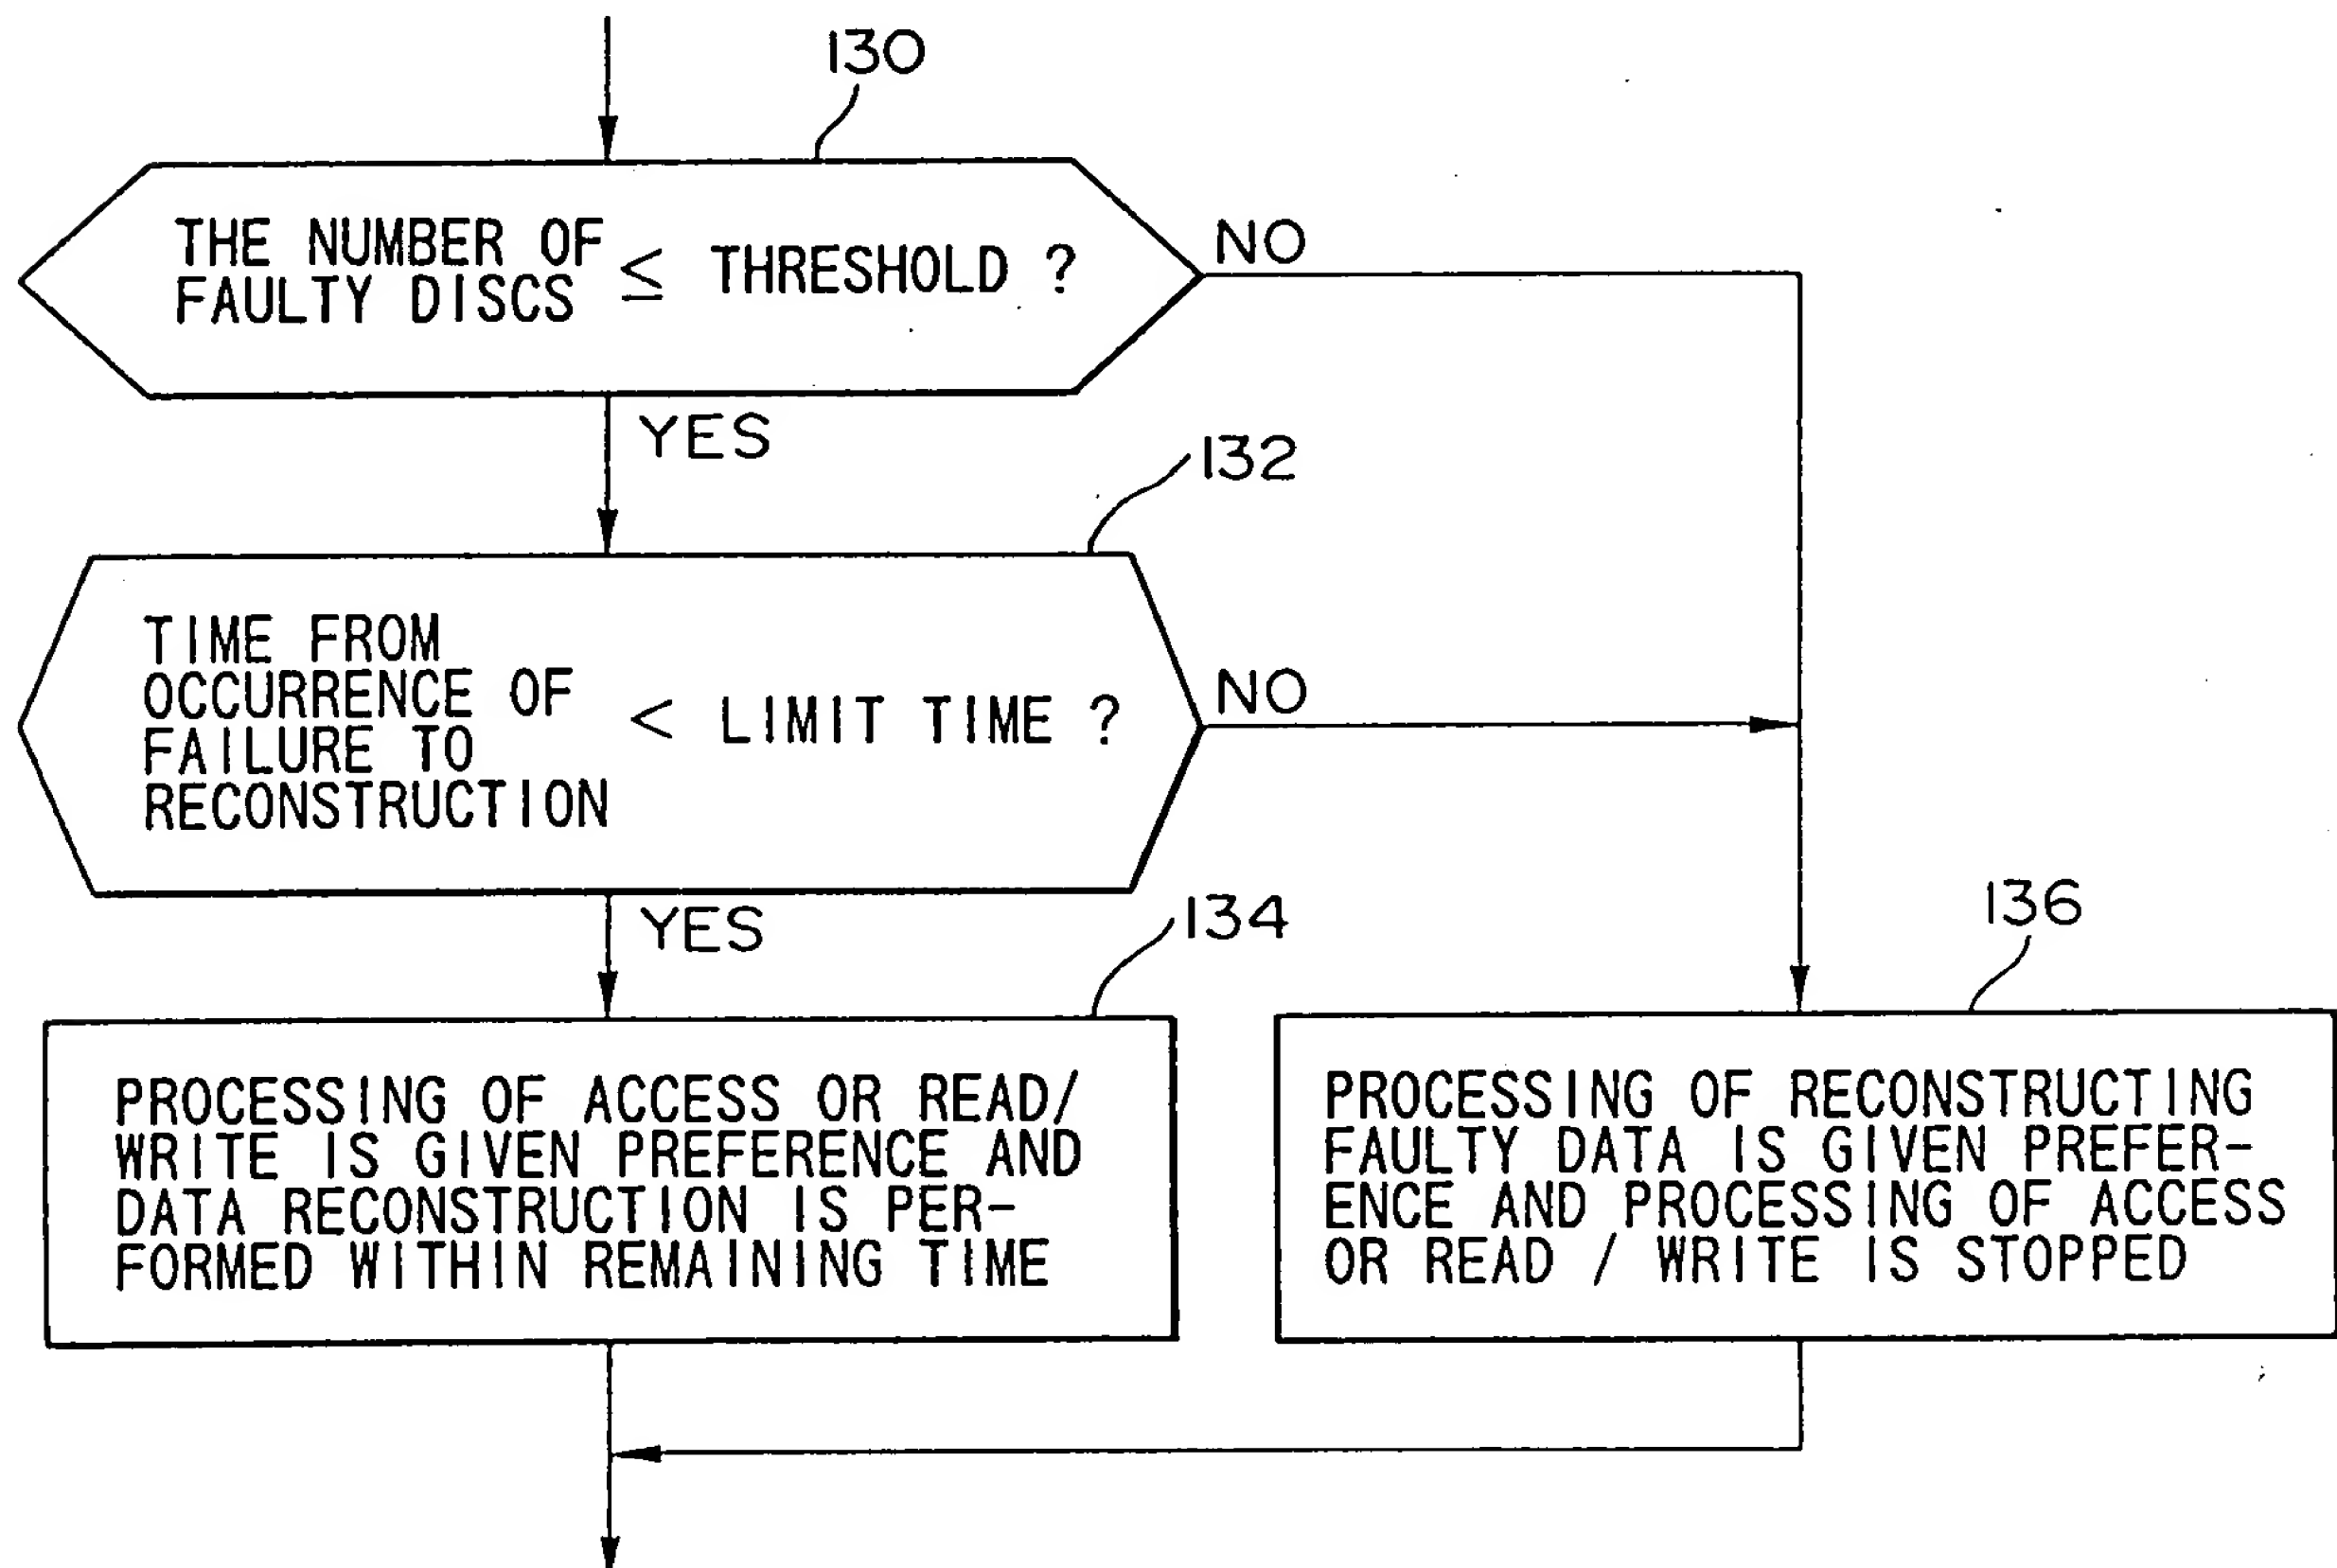 130
THE NUMBER OF
FAULTY DISCS ≤ THRESHOLD ?
NO
YES
132
TIME FROM
OCCURRENCE OF
FAILURE TO
RECONSTRUCTION
< LIMIT TIME ?
NO
YES
134
136
PROCESSING OF ACCESS OR READ/
WRITE IS GIVEN PREFERENCE AND
DATA RECONSTRUCTION IS PER-
FORMED WITHIN REMAINING TIME
PROCESSING OF RECONSTRUCTING
FAULTY DATA IS GIVEN PREFER-
ENCE AND PROCESSING OF ACCESS
OR READ / WRITE IS STOPPED